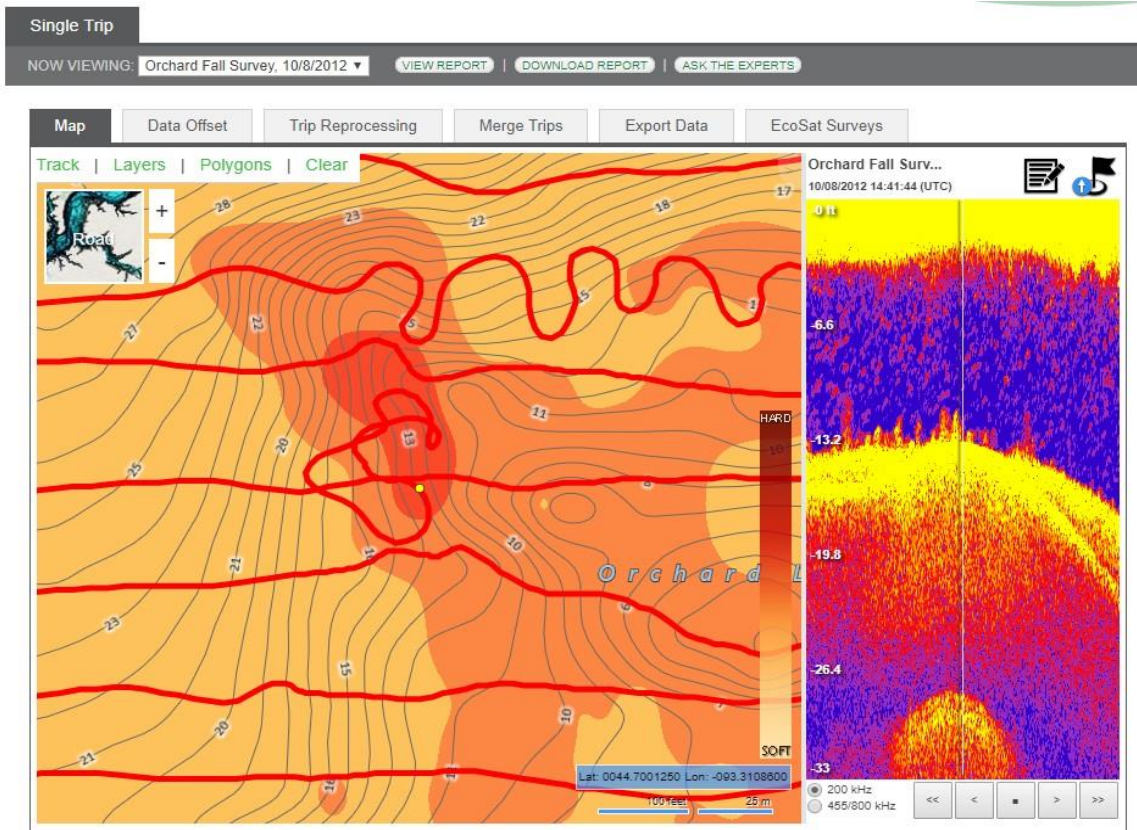 Single Trip
NOW VIEWING: Orchard Fall Survey, 10/8/2012 VIEW REPORT | DOWNLOAD REPORT | ASK THE EXPERTS
Map Data Offset Trip Reprocessing Merge Trips Export Data EcoSat Surveys
Track | Layers | Polygons | Clear
Road
+
-
28
23
22
18
17
27
22
15
11
13
20
25
10
21
23
15
10
20
21
HARD
SOFT
Orchard
Lat: 0044.7001250 Lon: -093.3108600
100 feet 25 m
Orchard Fall Surv...
10/08/2012 14:41:44 (UTC)
-0 ft
-6.6
-13.2
-19.8
-26.4
-33
200 kHz
455/800 kHz
<< < ■ > >>